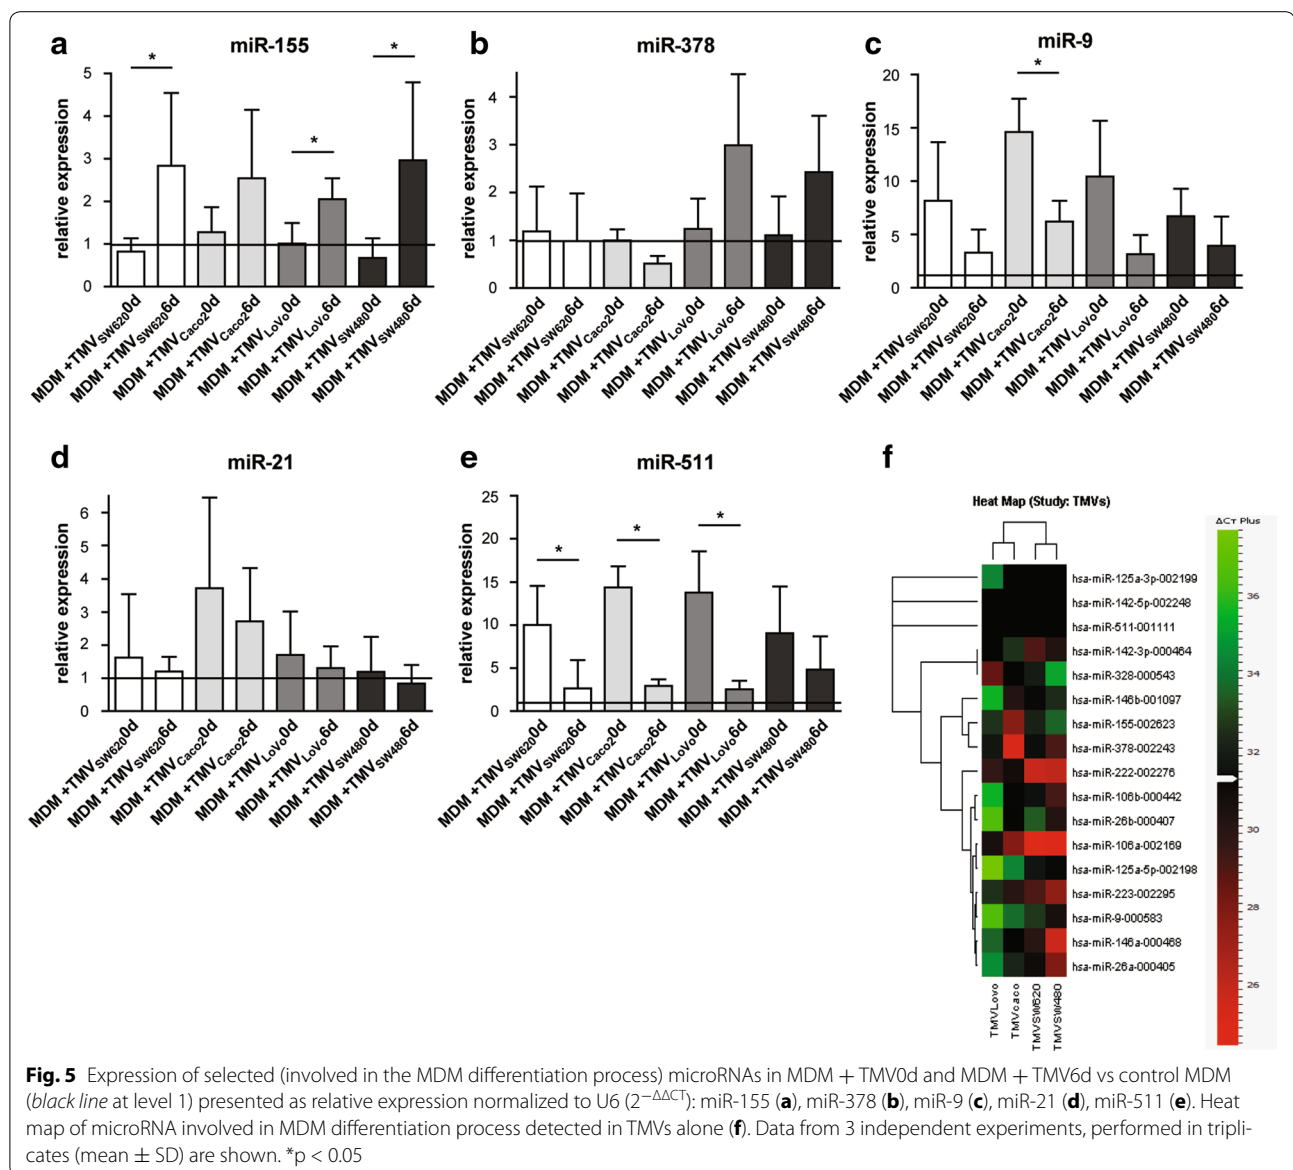 a
miR-155
relative expression
5
4
3
2
1
0
*
*
*
MDM +TMVSW6200d
MDM +TMVSW6206d
MDM +TMVCaco20d
MDM +TMVCaco26d
MDM +TMVLoVo0d
MDM +TMVLoVo6d
MDM +TMVSW4800d
MDM +TMVSW4806d
b
miR-378
relative expression
4
3
2
1
0
MDM +TMVSW6200d
MDM +TMVSW6206d
MDM +TMVCaco20d
MDM +TMVCaco26d
MDM +TMVLoVo0d
MDM +TMVLoVo6d
MDM +TMVSW4800d
MDM +TMVSW4806d
c
miR-9
relative expression
20
15
10
5
0
*
MDM +TMVSW6200d
MDM +TMVSW6206d
MDM +TMVCaco20d
MDM +TMVCaco26d
MDM +TMVLoVo0d
MDM +TMVLoVo6d
MDM +TMVSW4800d
MDM +TMVSW4806d
d
miR-21
relative expression
6
5
4
3
2
1
0
MDM +TMVSW6200d
MDM +TMVSW6206d
MDM +TMVCaco20d
MDM +TMVCaco26d
MDM +TMVLoVo0d
MDM +TMVLoVo6d
MDM +TMVSW4800d
MDM +TMVSW4806d
e
miR-511
relative expression
25
20
15
10
5
0
*
*
*
MDM +TMVSW6200d
MDM +TMVSW6206d
MDM +TMVCaco20d
MDM +TMVCaco26d
MDM +TMVLoVo0d
MDM +TMVLoVo6d
MDM +TMVSW4800d
MDM +TMVSW4806d
f
Heat Map (Study: TMVs)
hsa-miR-125a-3p-002199
hsa-miR-142-5p-002248
hsa-miR-511-001111
hsa-miR-142-3p-000464
hsa-miR-328-000543
hsa-miR-146b-001097
hsa-miR-155-002623
hsa-miR-378-002243
hsa-miR-222-002276
hsa-miR-106b-000442
hsa-miR-26b-000407
hsa-miR-106a-002169
hsa-miR-125a-5p-002198
hsa-miR-223-002295
hsa-miR-9-000583
hsa-miR-146a-000468
hsa-miR-26a-000405
TMVLovo
TMVcaco
TMVSW620
TMVSW480
ΔCT Plus
36
34
32
30
28
26
Fig. 5 Expression of selected (involved in the MDM differentiation process) microRNAs in MDM + TMV0d and MDM + TMV6d vs control MDM
(black line at level 1) presented as relative expression normalized to U6 (2−ΔΔCT): miR-155 (a), miR-378 (b), miR-9 (c), miR-21 (d), miR-511 (e). Heat
map of microRNA involved in MDM differentiation process detected in TMVs alone (f). Data from 3 independent experiments, performed in tripli-
cates (mean ± SD) are shown. *p < 0.05